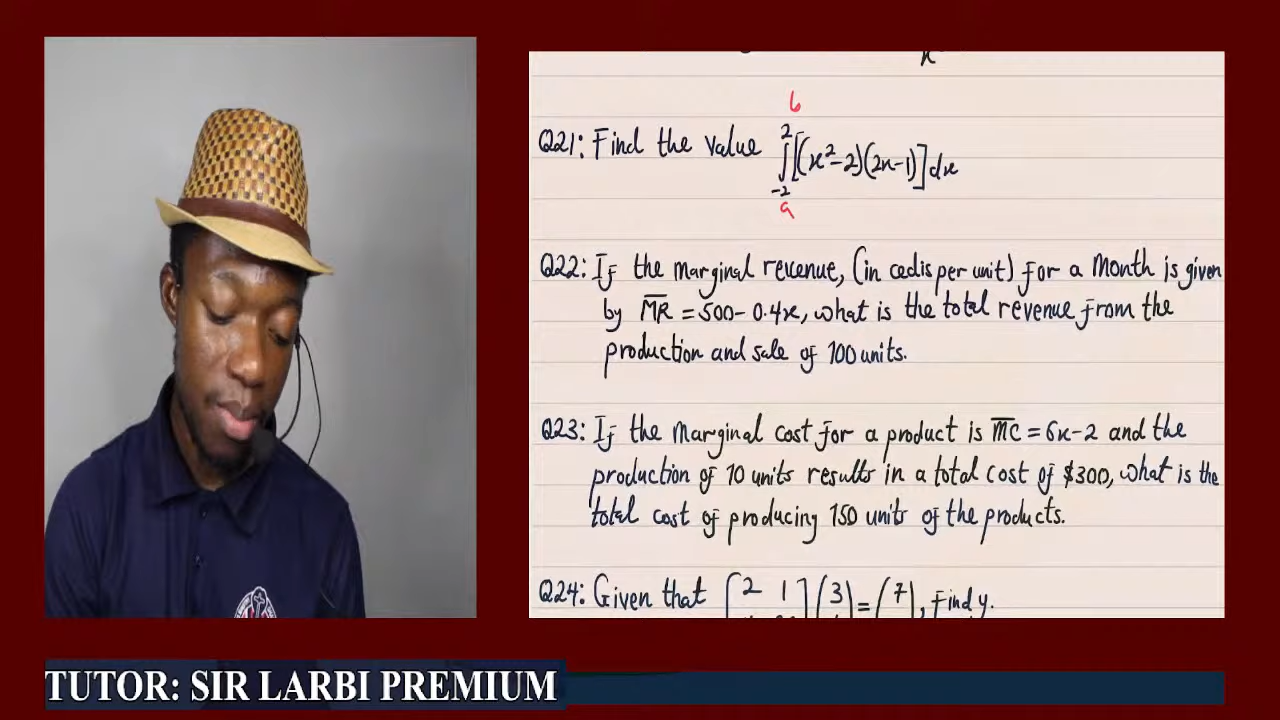 x
b
Q21: Find the value ∫₋₂² [(x²-2)(2x-1)]dx
a
Q22: If the marginal revenue, (in cedis per unit) for a month is given
by M̅R̅ = 500-0.4x, what is the total revenue from the
production and sale of 100 units.
Q23: If the marginal cost for a product is M̅C̅ = 6x-2 and the
production of 10 units results in a total cost of $300, what is the
total cost of producing 150 units of the products.
Q24: Given that [2 1](3)=(7), Find y.
TUTOR: SIR LARBI PREMIUM